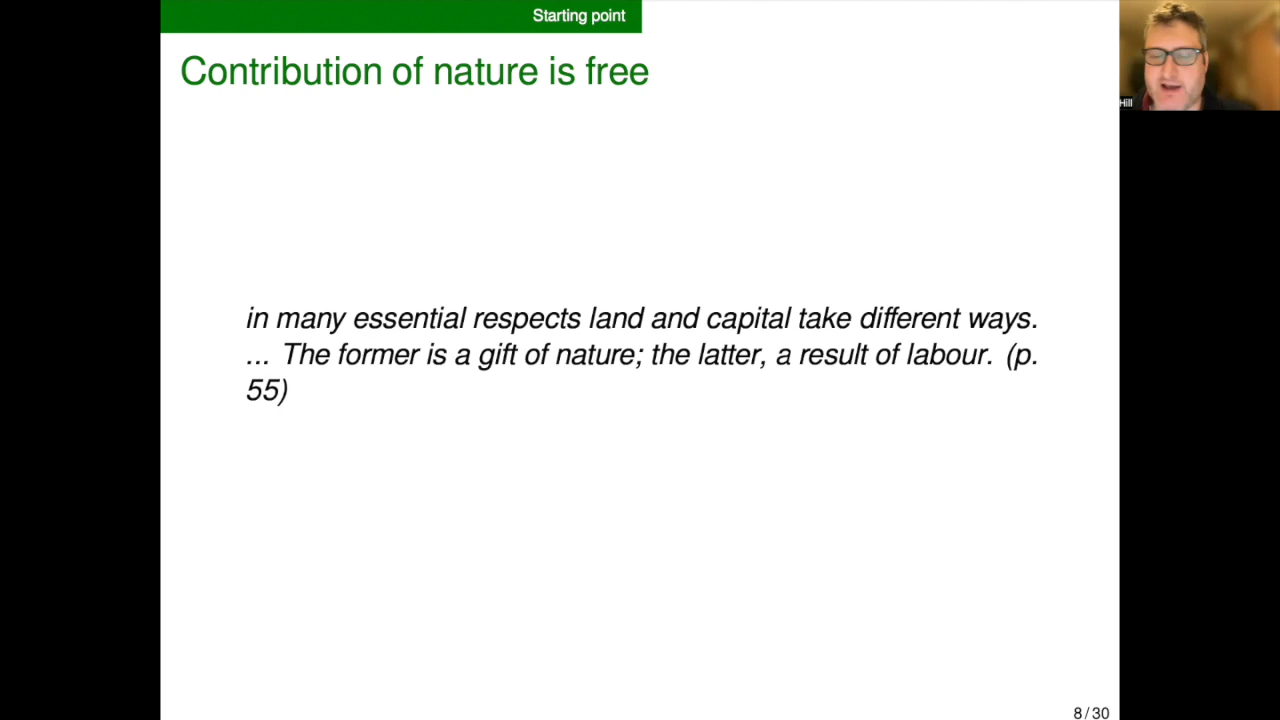 Starting point
Contribution of nature is free
in many essential respects land and capital take different ways.
... The former is a gift of nature; the latter, a result of labour. (p.
55)
Hill
8 / 30